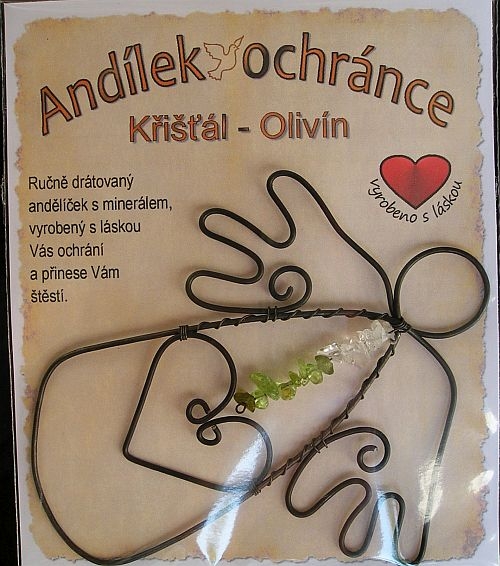 Andílek ochránce
Křišťál - Olivín
Ručně drátovaný
andělíček s minerálem,
vyrobený s láskou
Vás ochrání
a přinese Vám
štěstí.
vyrobeno s láskou